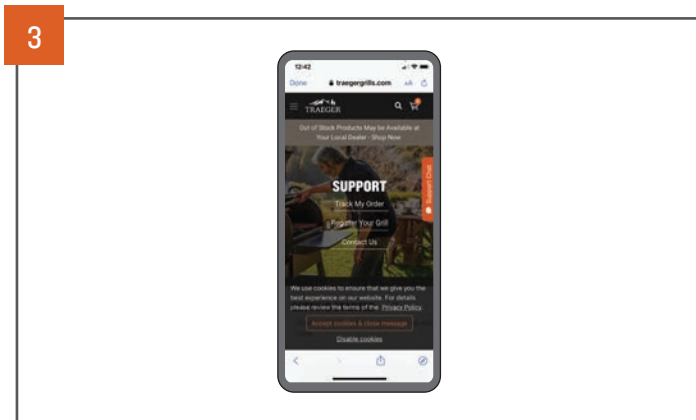 3
12:42
Done traegergrills.com AA
TRAEGER
Out of Stock Products May be Available at
Your Local Dealer - Shop Now
SUPPORT
Track My Order
Register Your Grill
Contact Us
Support Chat
We use cookies to ensure that we give you the
best experience on our website. For details
please review the terms of the Privacy Policy.
Accept cookies & close message
Disable cookies